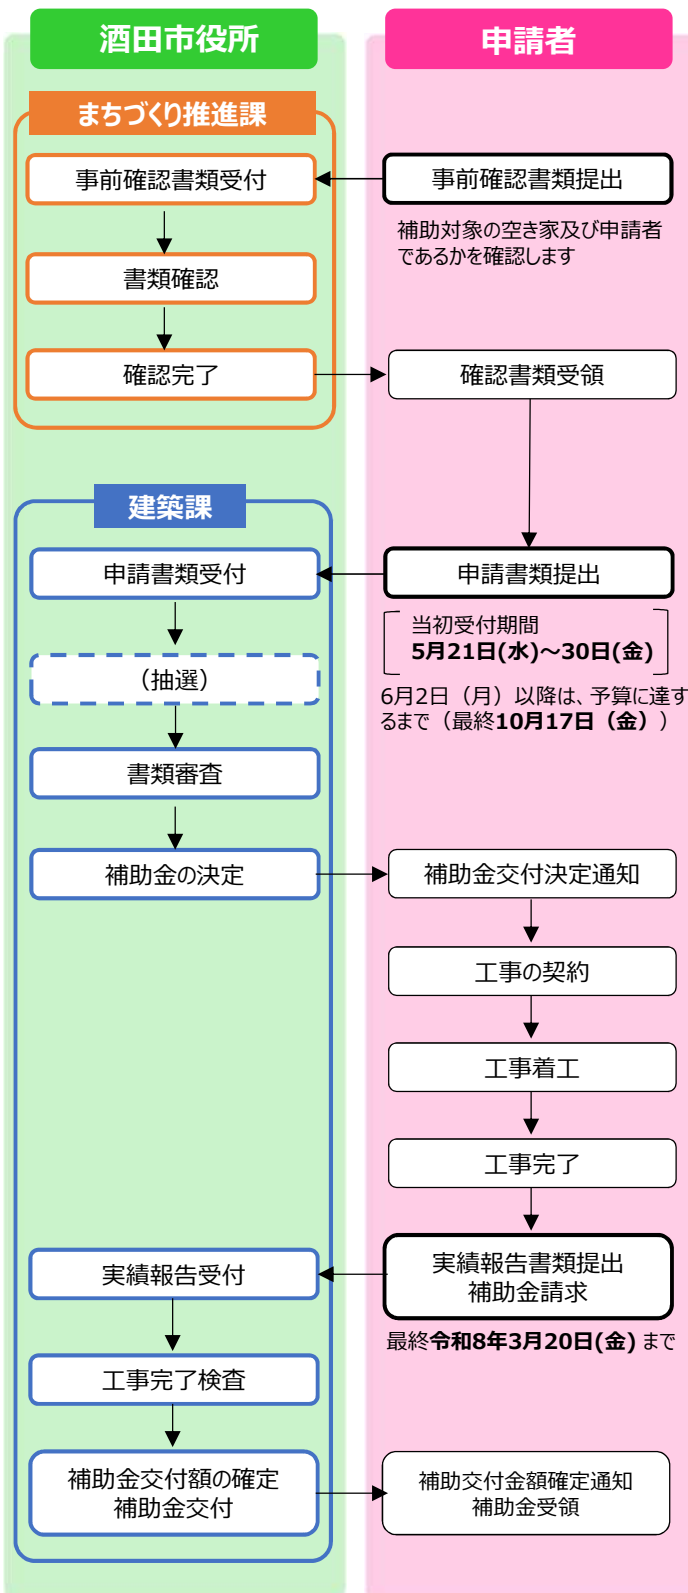 酒田市役所
申請者
まちづくり推進課
事前確認書類受付
事前確認書類提出
補助対象の空き家及び申請者
であるかを確認します
書類確認
確認完了
確認書類受領
建築課
申請書類受付
申請書類提出
当初受付期間
5月21日(水)～30日(金)
6月2日（月）以降は、予算に達す
るまで（最終10月17日（金））
（抽選）
書類審査
補助金の決定
補助金交付決定通知
工事の契約
工事着工
工事完了
実績報告書類提出
補助金請求
実績報告受付
最終令和8年3月20日(金) まで
工事完了検査
補助金交付額の確定
補助金交付
補助交付金額確定通知
補助金受領